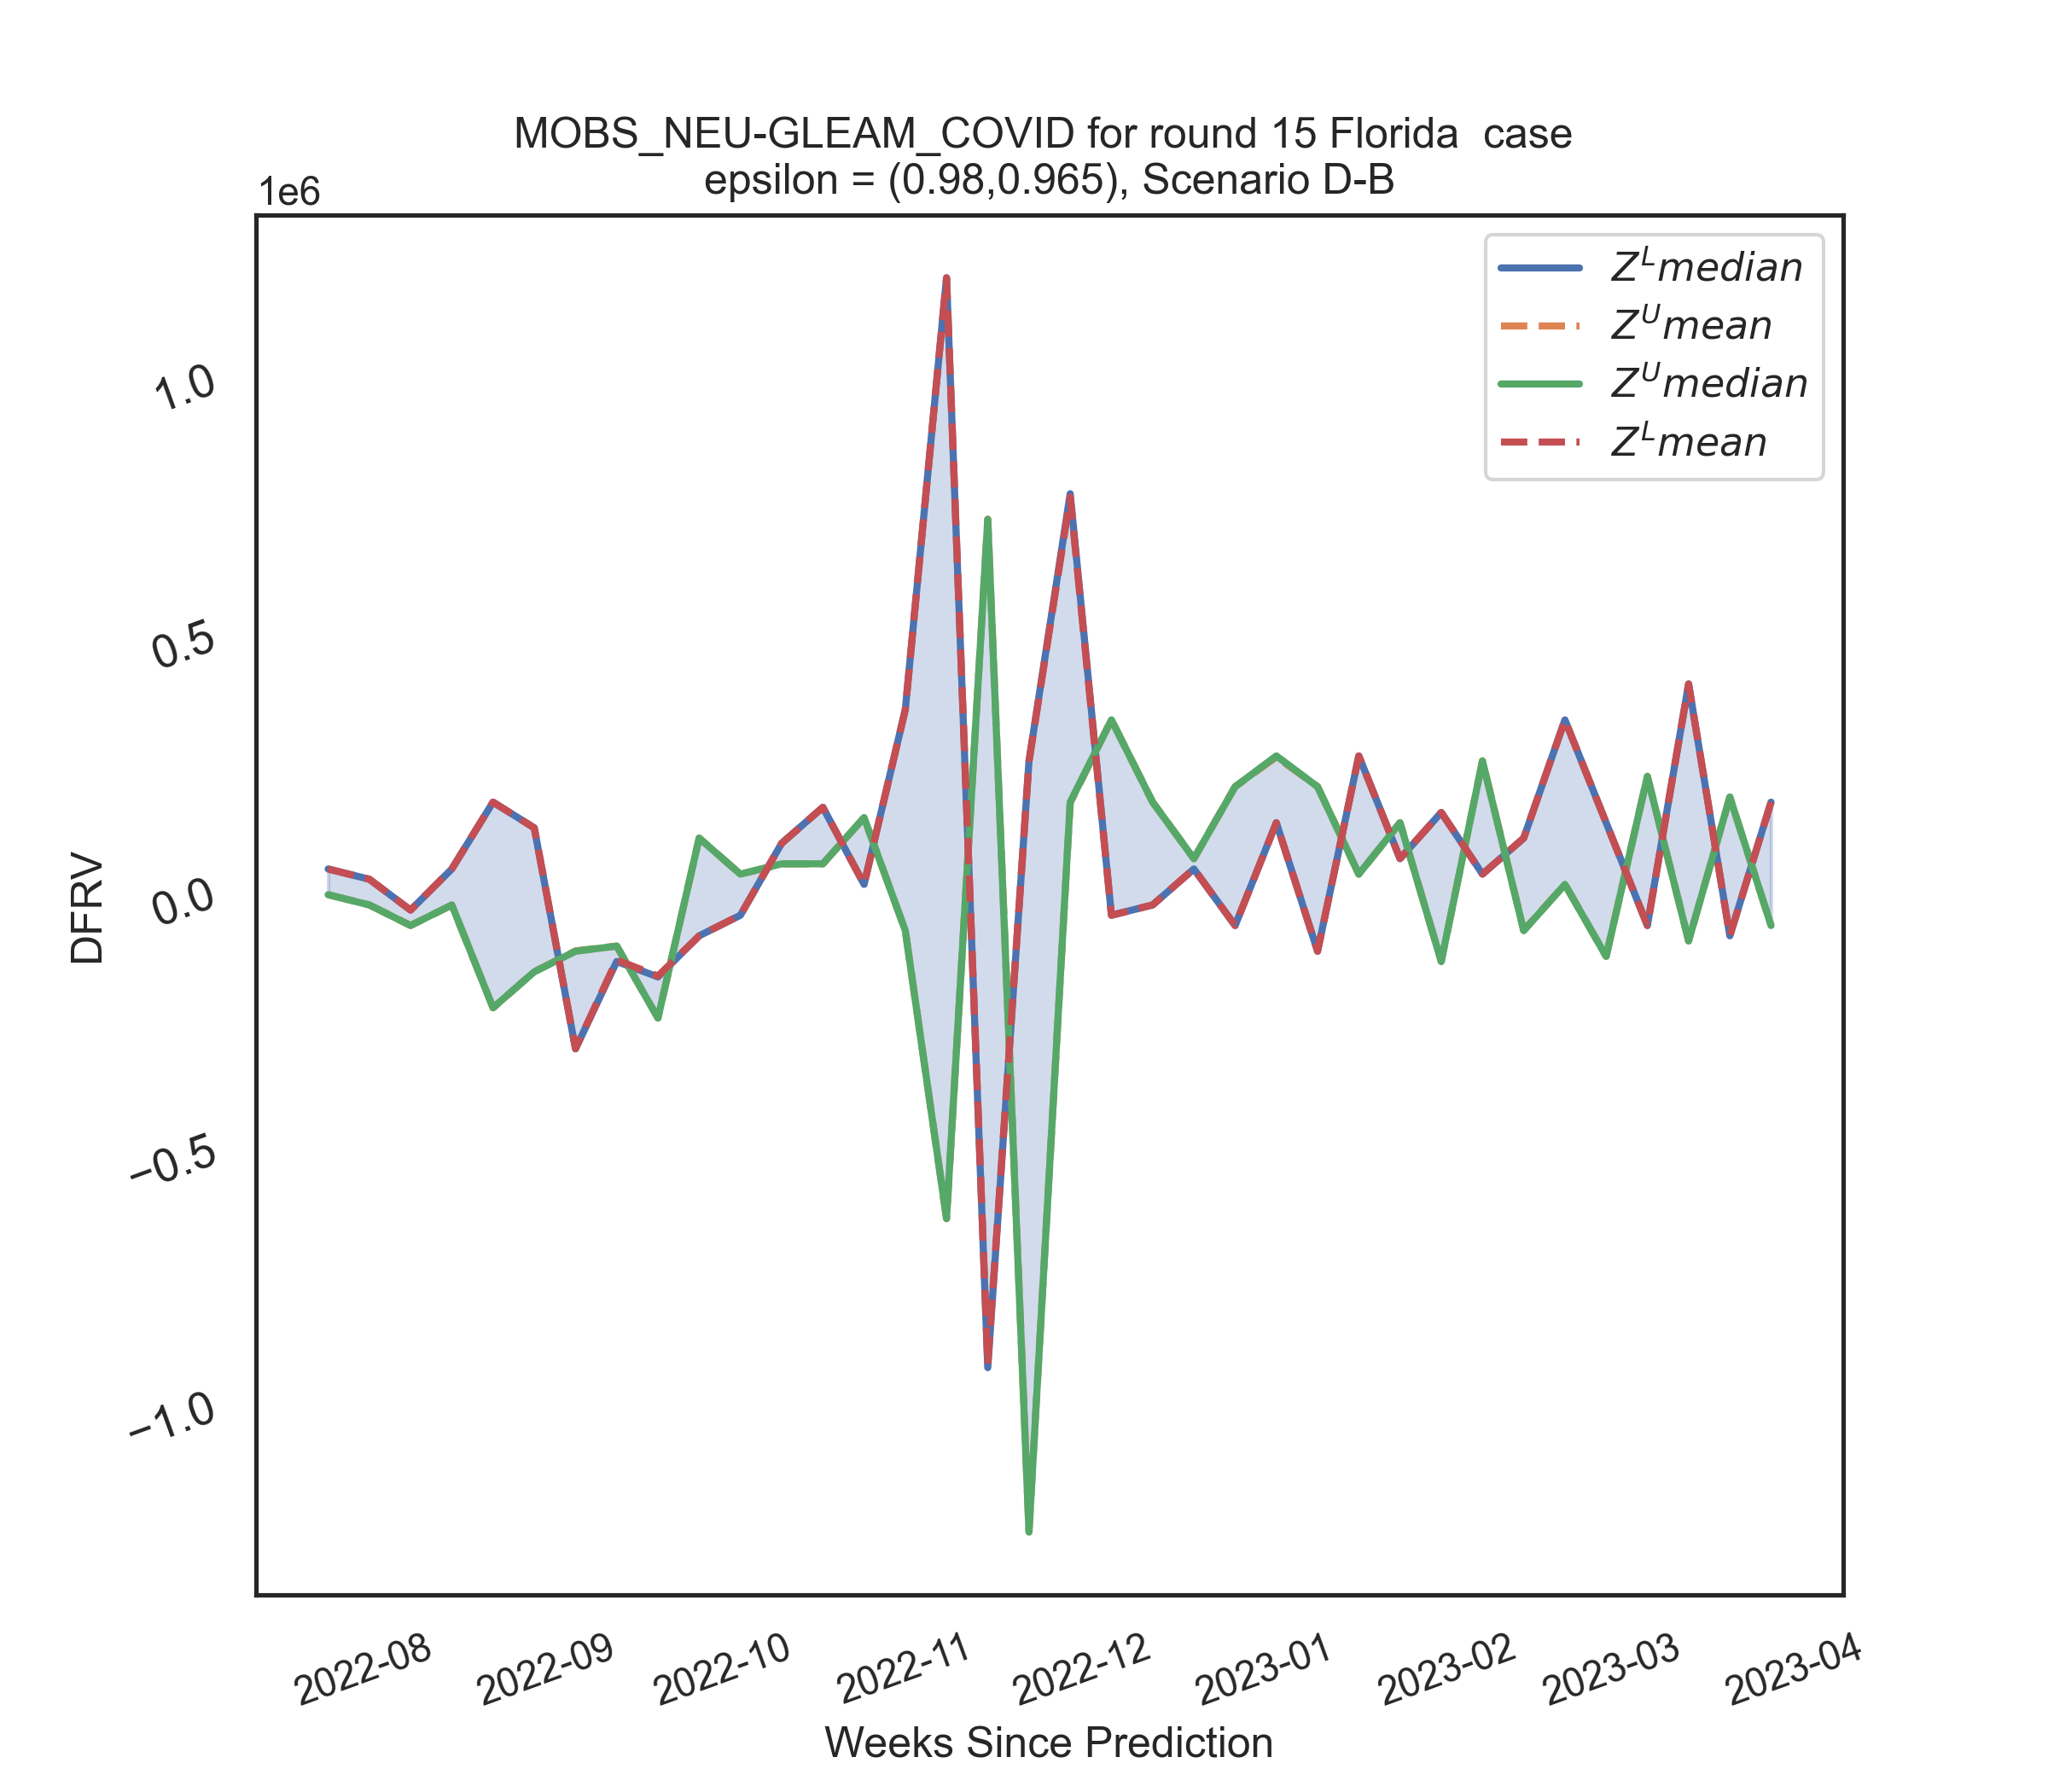 MOBS_NEU-GLEAM_COVID for round 15 Florida  case
epsilon = (0.98,0.965), Scenario D-B
1e6
Z^L median
Z^U mean
Z^U median
Z^L mean
1.0
0.5
0.0
−0.5
−1.0
DFRV
2022-08
2022-09
2022-10
2022-11
2022-12
2023-01
2023-02
2023-03
2023-04
Weeks Since Prediction